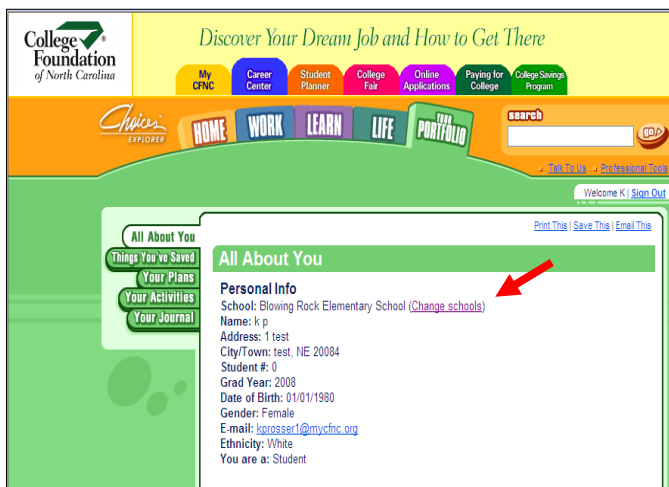 College
Foundation
of North Carolina
Discover Your Dream Job and How to Get There
My CFNC
Career Center
Student Planner
College Fair
Online Applications
Paying for College
College Savings Program
Choices
EXPLORER
HOME
WORK
LEARN
LIFE
YOUR PORTFOLIO
search
GO
Talk To Us
Professional Tools
Welcome K | Sign Out
Print This | Save This | Email This
All About You
Things You've Saved
Your Plans
Your Activities
Your Journal
All About You
Personal Info
School: Blowing Rock Elementary School (Change schools)
Name: k p
Address: 1 test
City/Town: test, NE 20084
Student #: 0
Grad Year: 2008
Date of Birth: 01/01/1980
Gender: Female
E-mail: kprosser1@mycfnc.org
Ethnicity: White
You are a: Student